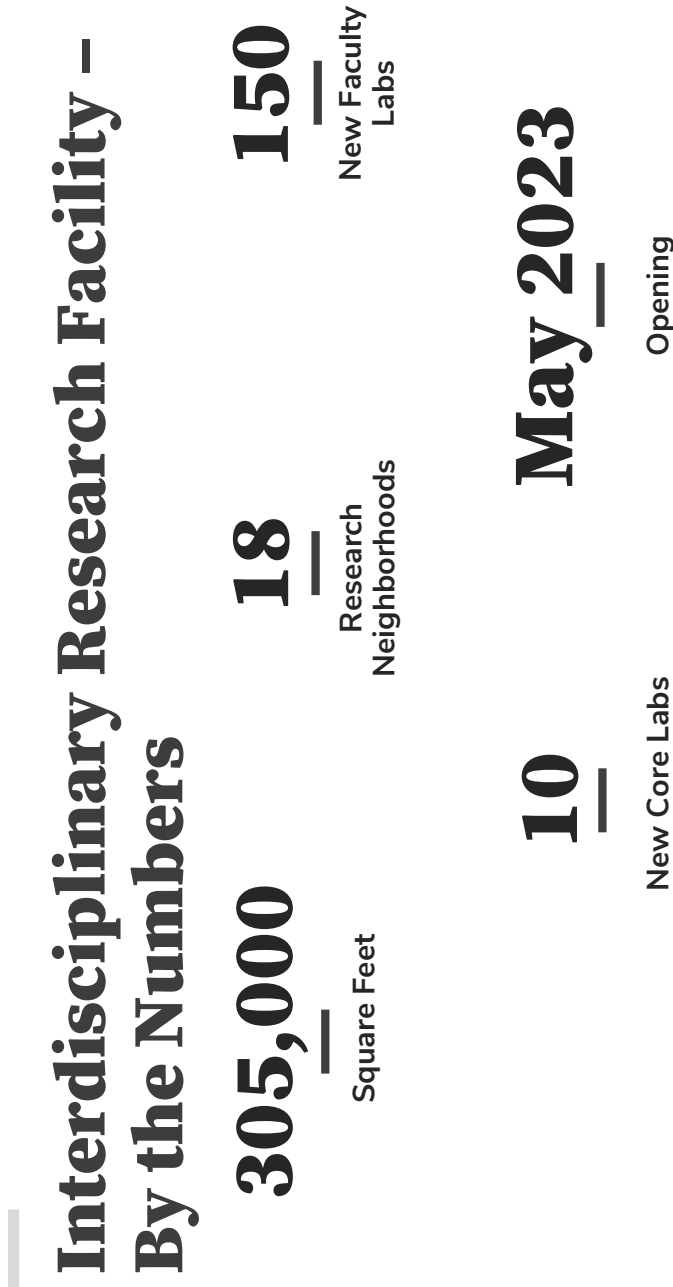 Interdisciplinary Research Facility –
By the Numbers
305,000
Square Feet
18
Research
Neighborhoods
150
New Faculty
Labs
10
New Core Labs
May 2023
Opening